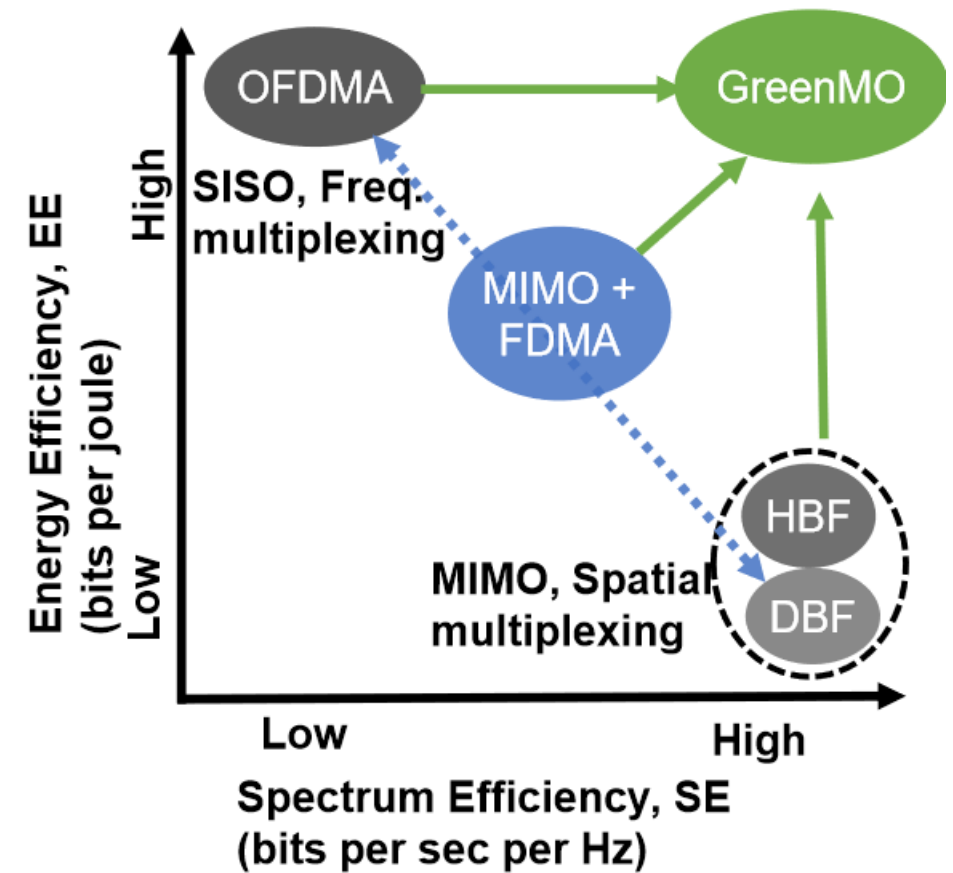 OFDMA
GreenMO
SISO, Freq.
multiplexing
MIMO +
FDMA
HBF
DBF
MIMO, Spatial
multiplexing
Energy Efficiency, EE
(bits per joule)
High
Low
Low
High
Spectrum Efficiency, SE
(bits per sec per Hz)